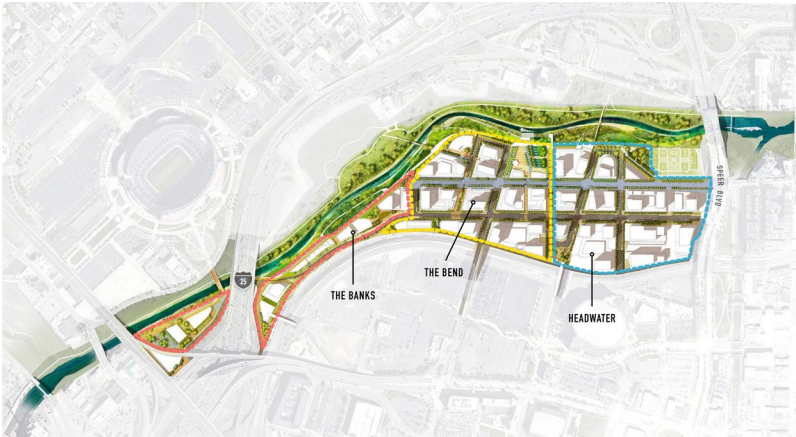 SPEER BLVD.
25
THE BEND
THE BANKS
HEADWATER